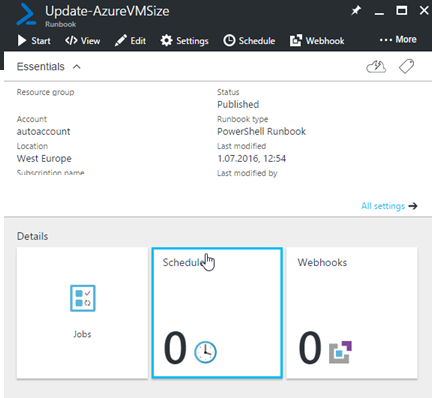 Update-AzureVMSize
Runbook
Start </> View Edit Settings Schedule Webhook ... More
Essentials
Resource group
Status
Published
Account
autoaccount
Runbook type
PowerShell Runbook
Location
West Europe
Last modified
1.07.2016, 12:54
Subscription name
Last modified by
All settings
Details
Jobs
Schedules
0
Webhooks
0